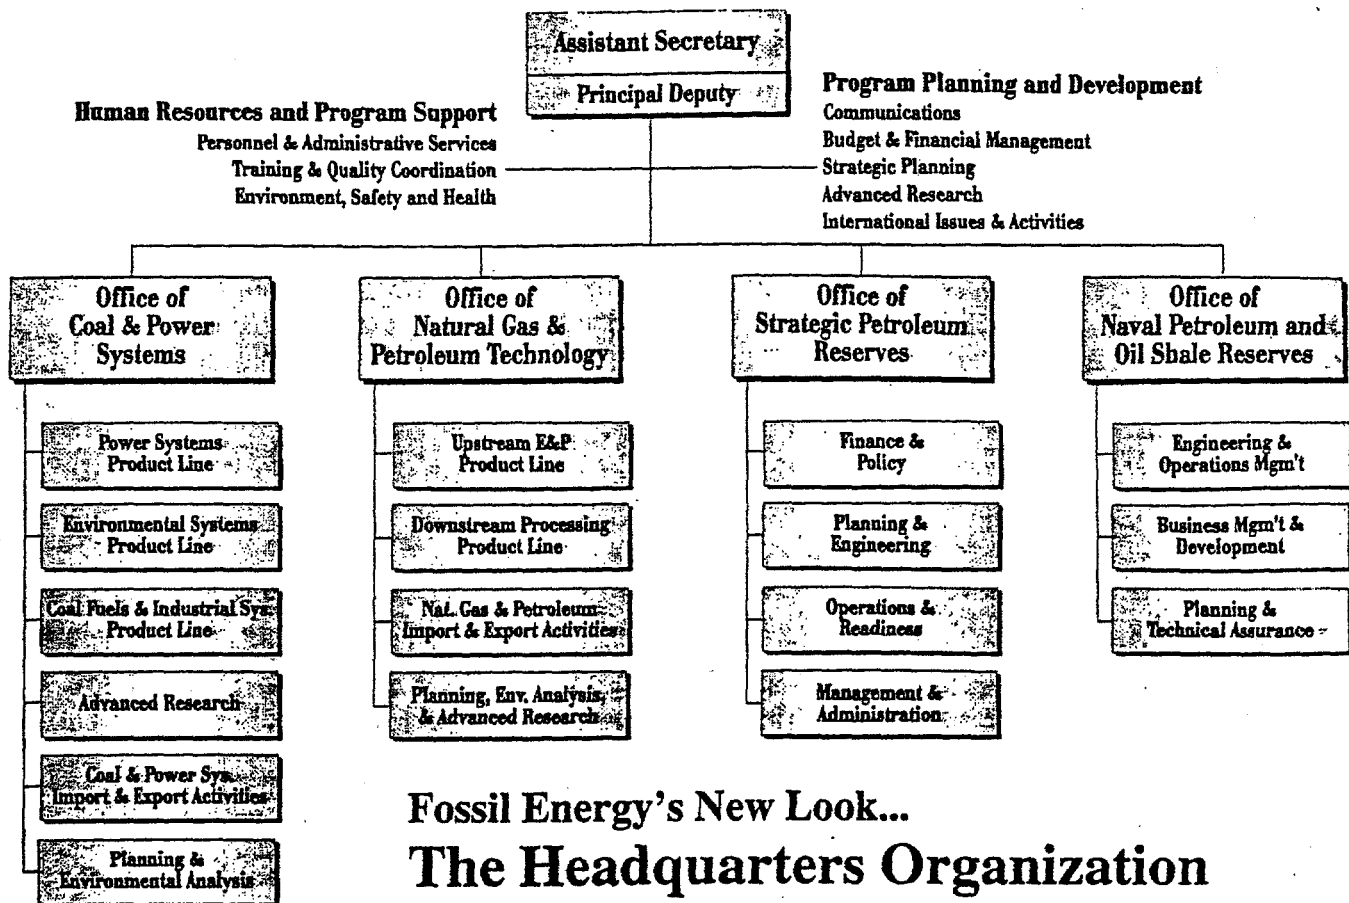 Assistant Secretary
Principal Deputy
Human Resources and Program Support
Personnel & Administrative Services
Training & Quality Coordination
Environment, Safety and Health
Program Planning and Development
Communications
Budget & Financial Management
Strategic Planning
Advanced Research
International Issues & Activities
Office of
Coal & Power
Systems
Power Systems
Product Line
Environmental Systems
Product Line
Coal Fuels & Industrial Sys.
Product Line
Advanced Research
Coal & Power Sys.
Import & Export Activities
Planning &
Environmental Analysis
Office of
Natural Gas &
Petroleum Technology
Upstream E&P
Product Line
Downstream Processing
Product Line
Nat. Gas & Petroleum
Import & Export Activities
Planning, Env. Analysis,
& Advanced Research
Office of
Strategic Petroleum
Reserves
Finance &
Policy
Planning &
Engineering
Operations &
Readiness
Management &
Administration
Office of
Naval Petroleum and
Oil Shale Reserves
Engineering &
Operations Mgm't
Business Mgm't &
Development
Planning &
Technical Assurance
Fossil Energy's New Look...
The Headquarters Organization